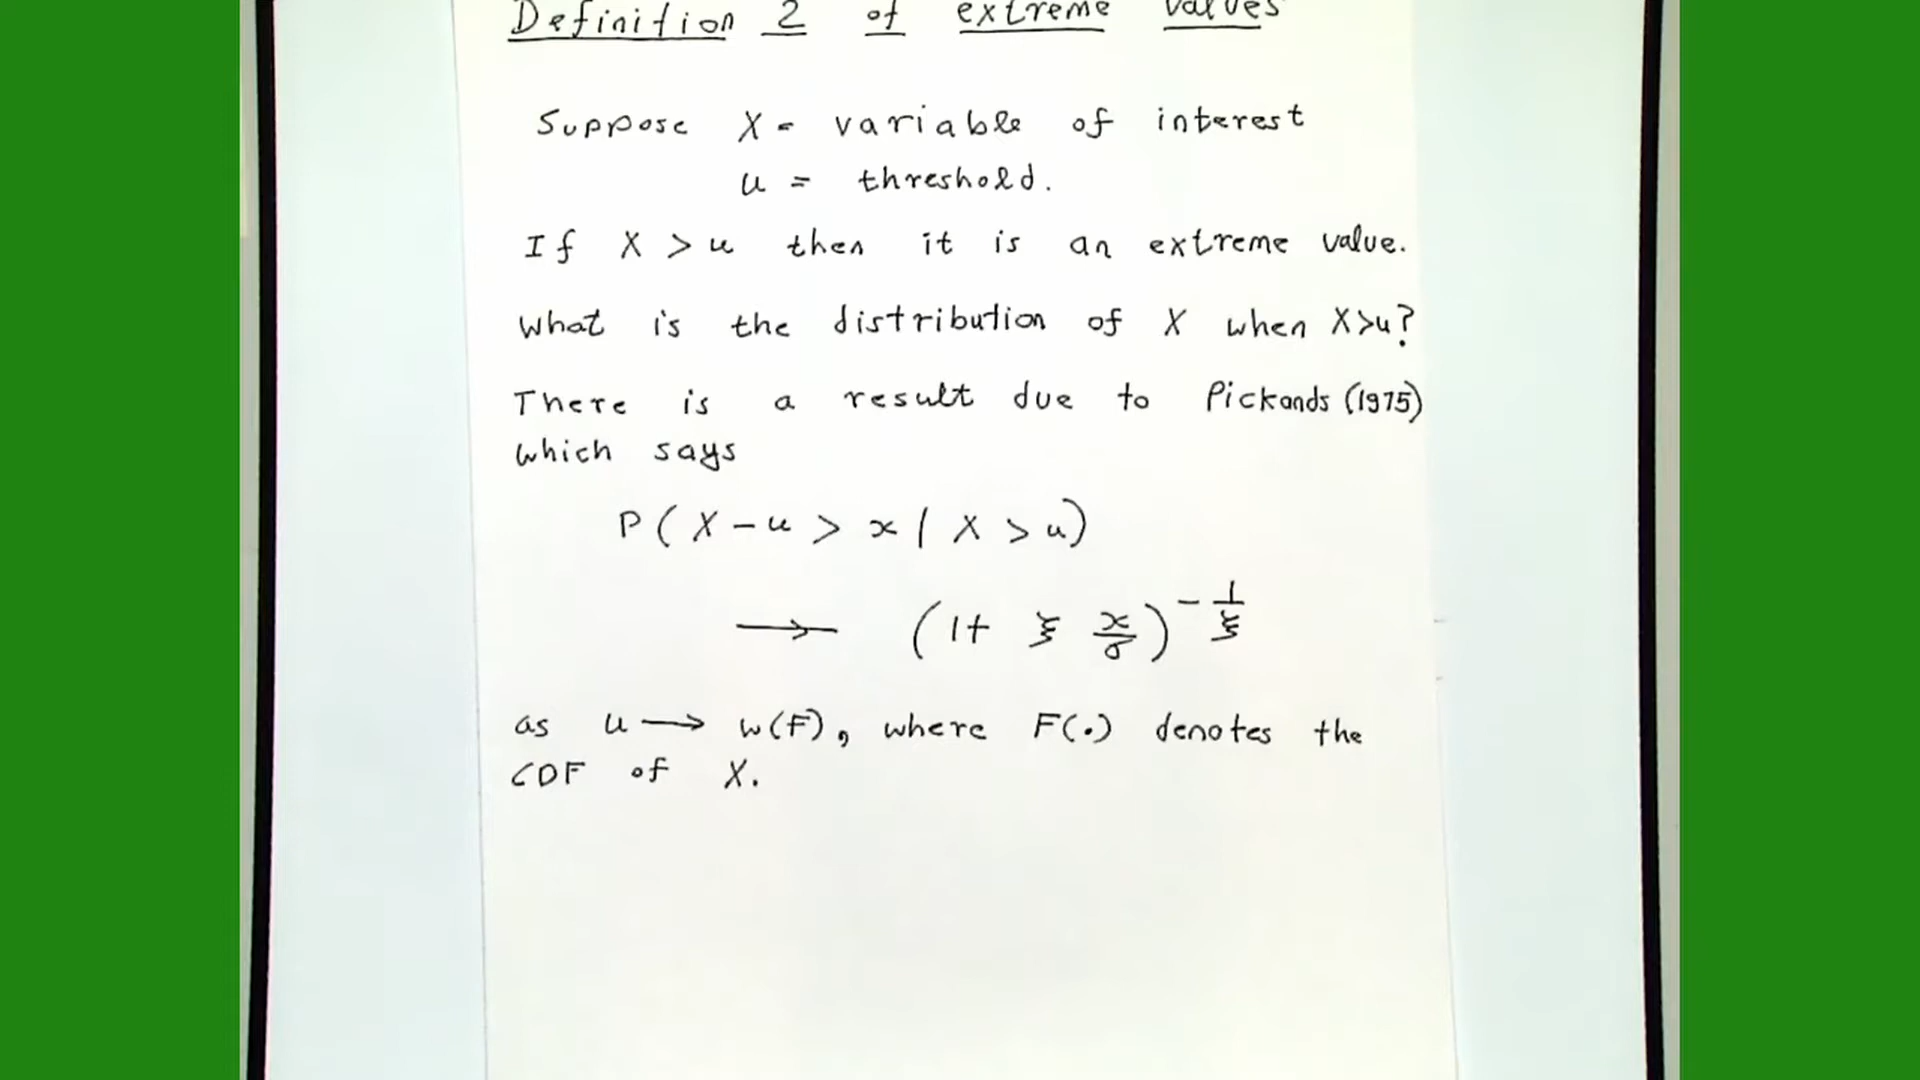 Definition 2 of extreme values
Suppose X = variable of interest
u = threshold.
If X > u then it is an extreme value.
What is the distribution of X when X>u?
There is a result due to Pickands (1975)
which says
P(X - u > x | X > u)
⟶ (1 + ξ x/σ)^{-1/ξ}
as u ⟶ w(F), where F(.) denotes the
CDF of X.